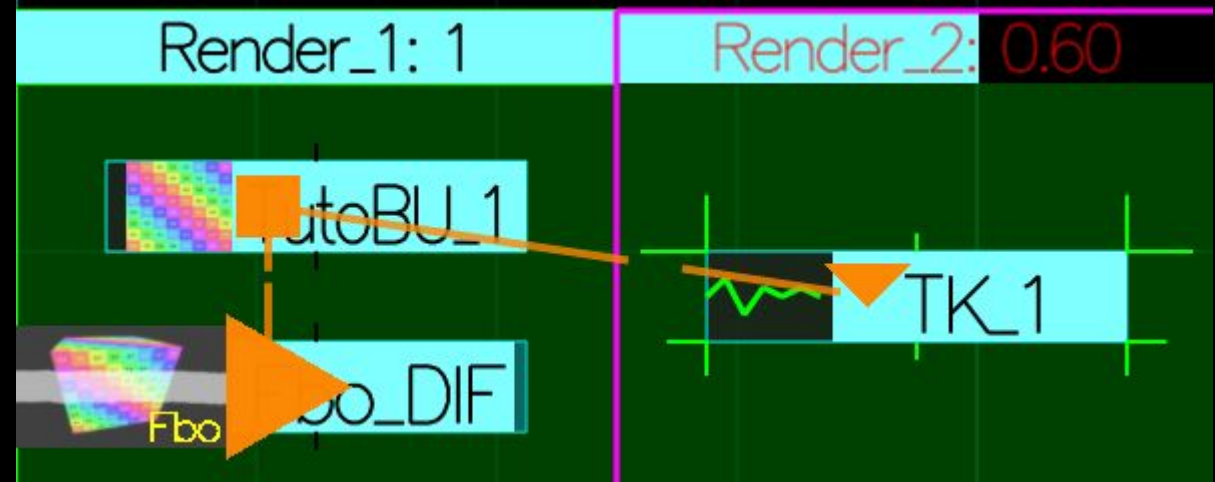 Render_1: 1
Render_2: 0.60
utoBU_1
TK_1
Fbo
bo_DIF